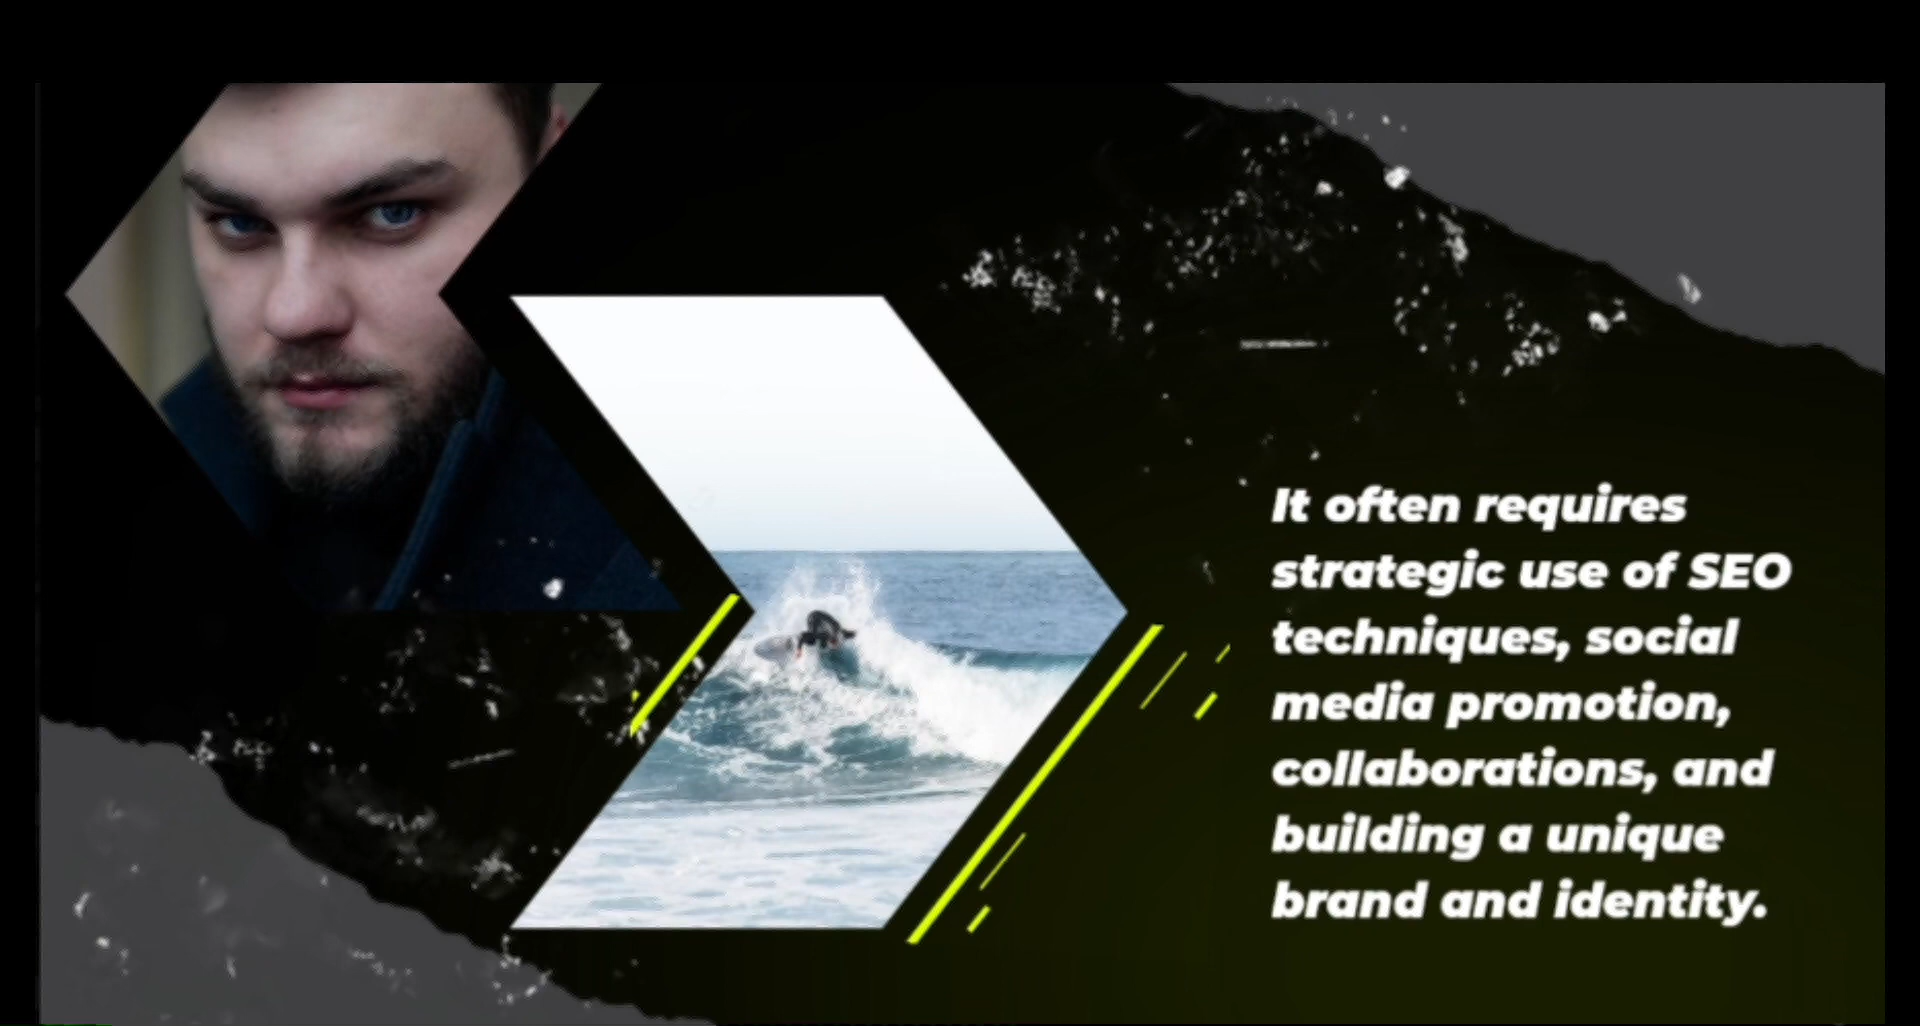 It often requires
strategic use of SEO
techniques, social
media promotion,
collaborations, and
building a unique
brand and identity.